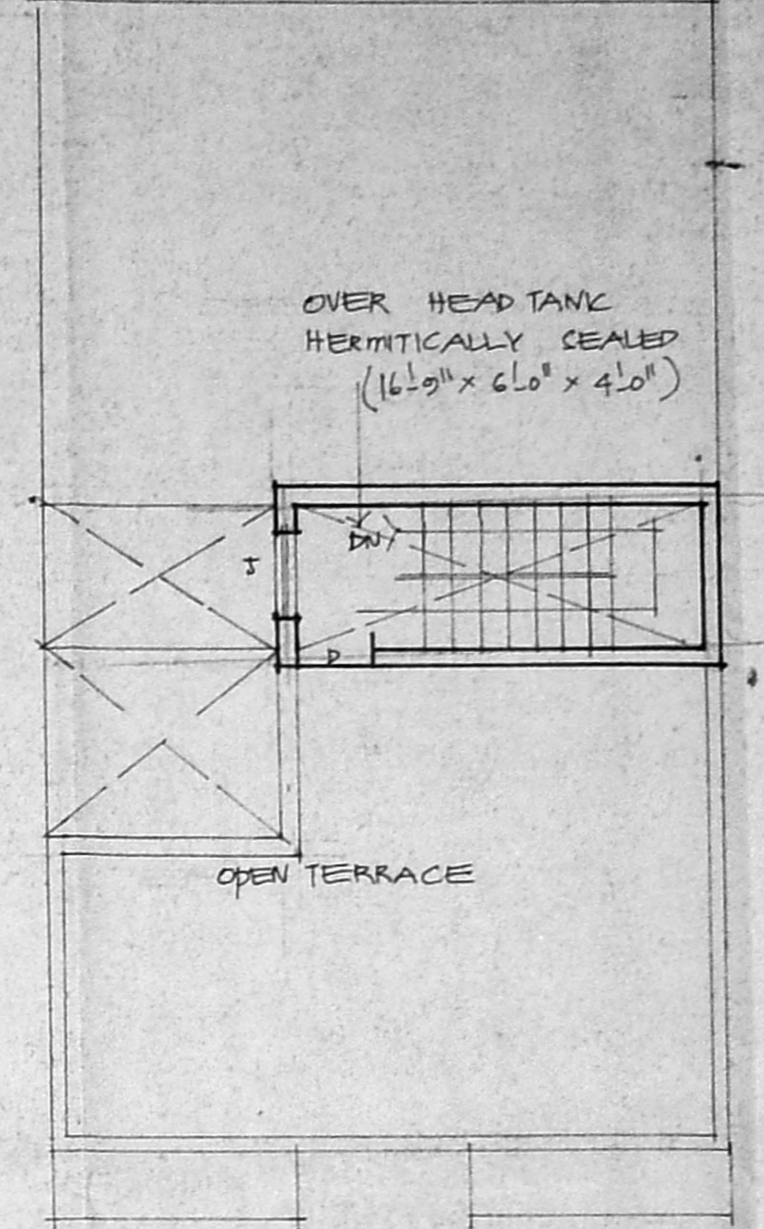 OVER HEAD TANK
HERMITICALLY SEALED
(16'-9" × 6'-0" × 4'-0")
DN
J
D
OPEN TERRACE